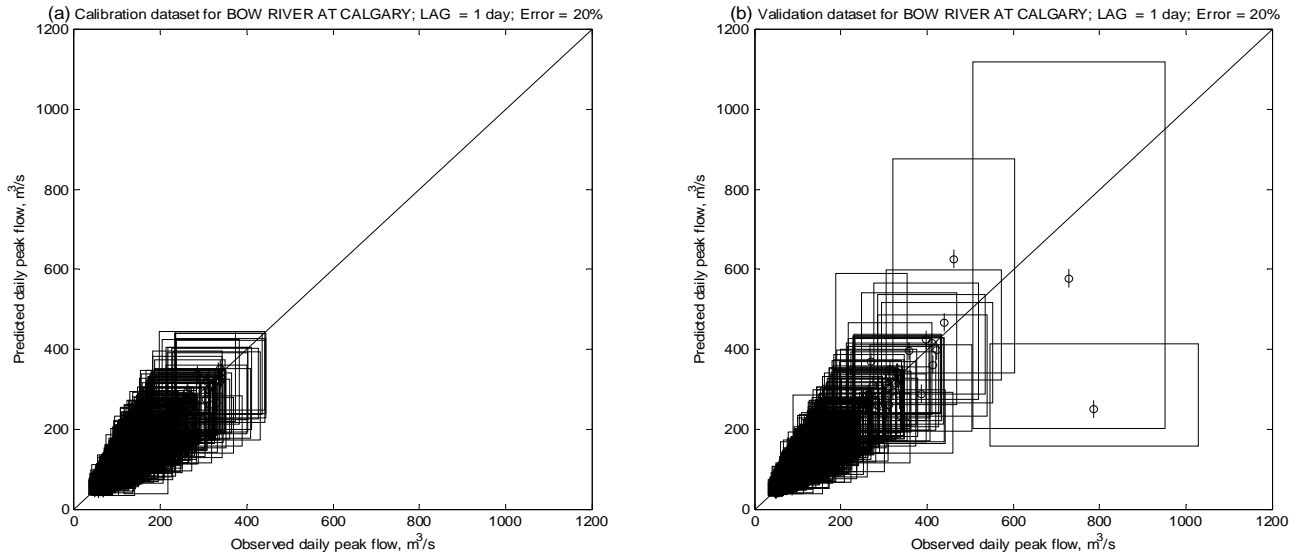 (a) Calibration dataset for BOW RIVER AT CALGARY; LAG = 1 day; Error = 20%
1200
1000
800
600
400
200
0
0 200 400 600 800 1000 1200
Predicted daily peak flow, m³/s
Observed daily peak flow, m³/s
(b) Validation dataset for BOW RIVER AT CALGARY; LAG = 1 day; Error = 20%
1200
1000
800
600
400
200
0
0 200 400 600 800 1000 1200
Predicted daily peak flow, m³/s
Observed daily peak flow, m³/s